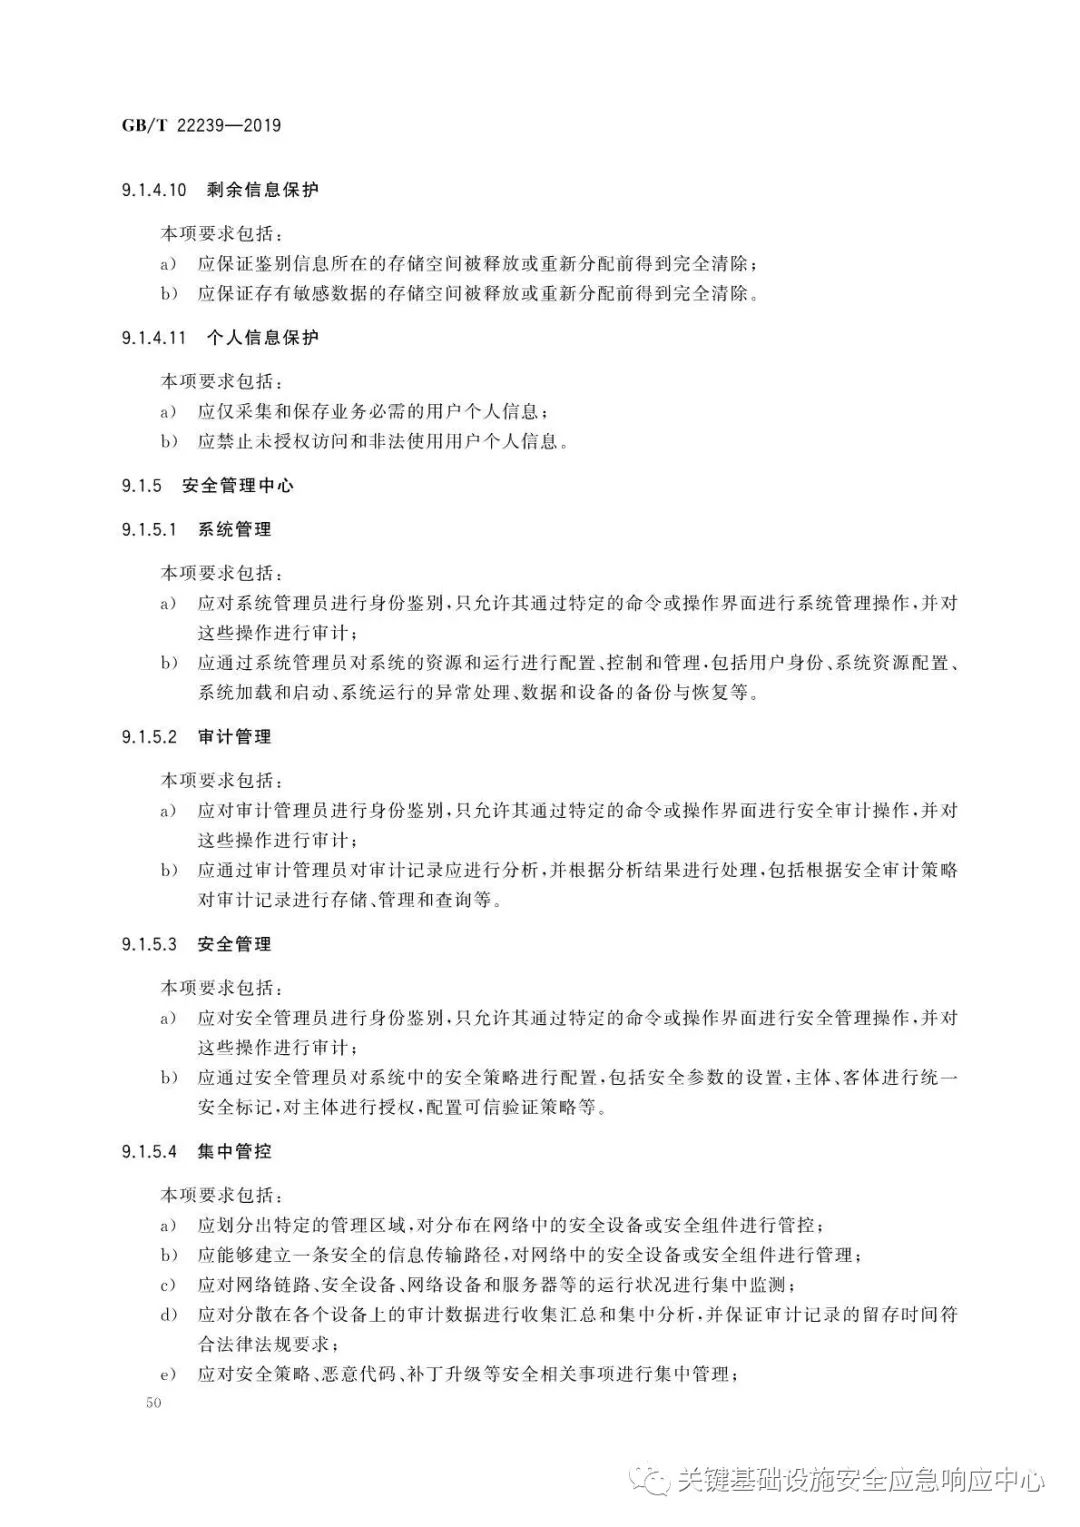 GB/T 22239—2019
9.1.4.10 剩余信息保护
本项要求包括:
a) 应保证鉴别信息所在的存储空间被释放或重新分配前得到完全清除;
b) 应保证存有敏感数据的存储空间被释放或重新分配前得到完全清除。
9.1.4.11 个人信息保护
本项要求包括:
a) 应仅采集和保存业务必需的用户个人信息;
b) 应禁止未授权访问和非法使用用户个人信息。
9.1.5 安全管理中心
9.1.5.1 系统管理
本项要求包括:
a) 应对系统管理员进行身份鉴别,只允许其通过特定的命令或操作界面进行系统管理操作,并对
这些操作进行审计;
b) 应通过系统管理员对系统的资源和运行进行配置、控制和管理,包括用户身份、系统资源配置、
系统加载和启动、系统运行的异常处理、数据和设备的备份与恢复等。
9.1.5.2 审计管理
本项要求包括:
a) 应对审计管理员进行身份鉴别,只允许其通过特定的命令或操作界面进行安全审计操作,并对
这些操作进行审计;
b) 应通过审计管理员对审计记录应进行分析,并根据分析结果进行处理,包括根据安全审计策略
对审计记录进行存储、管理和查询等。
9.1.5.3 安全管理
本项要求包括:
a) 应对安全管理员进行身份鉴别,只允许其通过特定的命令或操作界面进行安全管理操作,并对
这些操作进行审计;
b) 应通过安全管理员对系统中的安全策略进行配置,包括安全参数的设置,主体、客体进行统一
安全标记,对主体进行授权,配置可信验证策略等。
9.1.5.4 集中管控
本项要求包括:
a) 应划分出特定的管理区域,对分布在网络中的安全设备或安全组件进行管控;
b) 应能够建立一条安全的信息传输路径,对网络中的安全设备或安全组件进行管理;
c) 应对网络链路、安全设备、网络设备和服务器等的运行状况进行集中监测;
d) 应对分散在各个设备上的审计数据进行收集汇总和集中分析,并保证审计记录的留存时间符
合法律法规要求;
e) 应对安全策略、恶意代码、补丁升级等安全相关事项进行集中管理;
50
关键基础设施安全应急响应中心